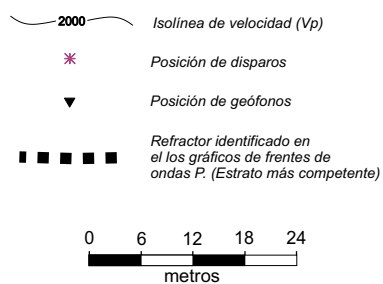 2000 Isolínea de velocidad (Vp)
Posición de disparos
Posición de geófonos
Refractor identificado en
el los gráficos de frentes de
ondas P. (Estrato más competente)
0 6 12 18 24
metros